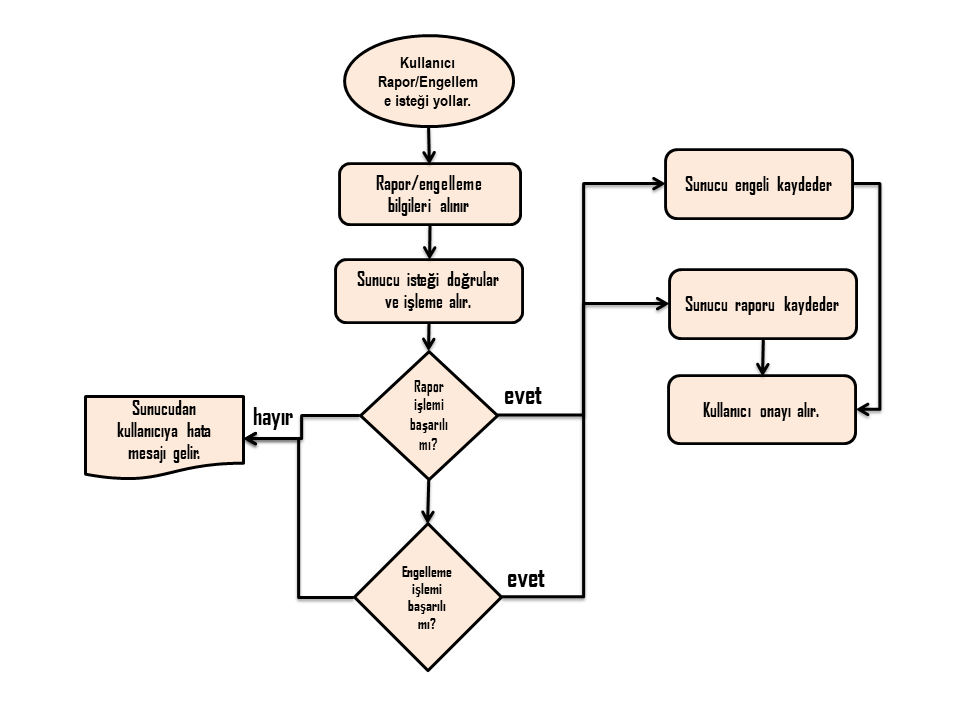 Kullanıcı
Rapor/Engellem
e isteği yollar.
Rapor/engelleme
bilgileri alınır
Sunucu isteği doğrular
ve işleme alır.
Rapor
işlemi
başarılı
mı?
evet
hayır
Sunucudan
kullanıcıya hata
mesajı gelir.
Engelleme
işlemi
başarılı
mı?
evet
Sunucu engeli kaydeder
Sunucu raporu kaydeder
Kullanıcı onayı alır.